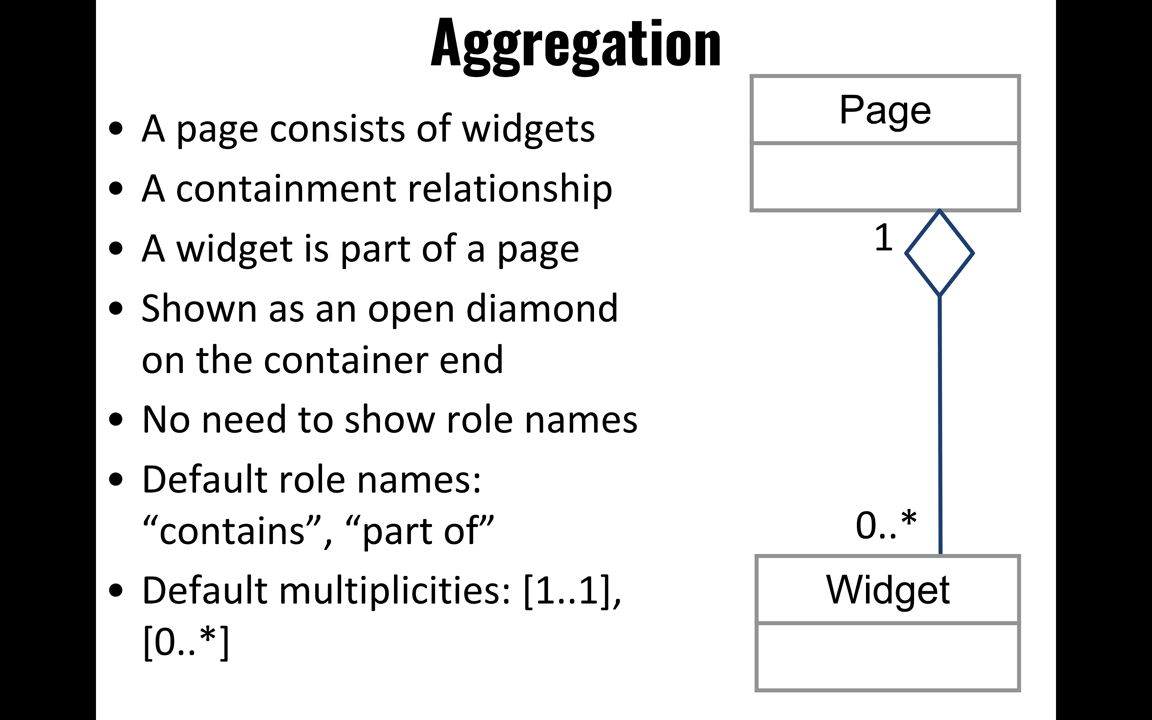 Aggregation
• A page consists of widgets
• A containment relationship
• A widget is part of a page
• Shown as an open diamond
on the container end
• No need to show role names
• Default role names:
“contains”, “part of”
• Default multiplicities: [1..1],
[0..*]
Page
1
0..*
Widget